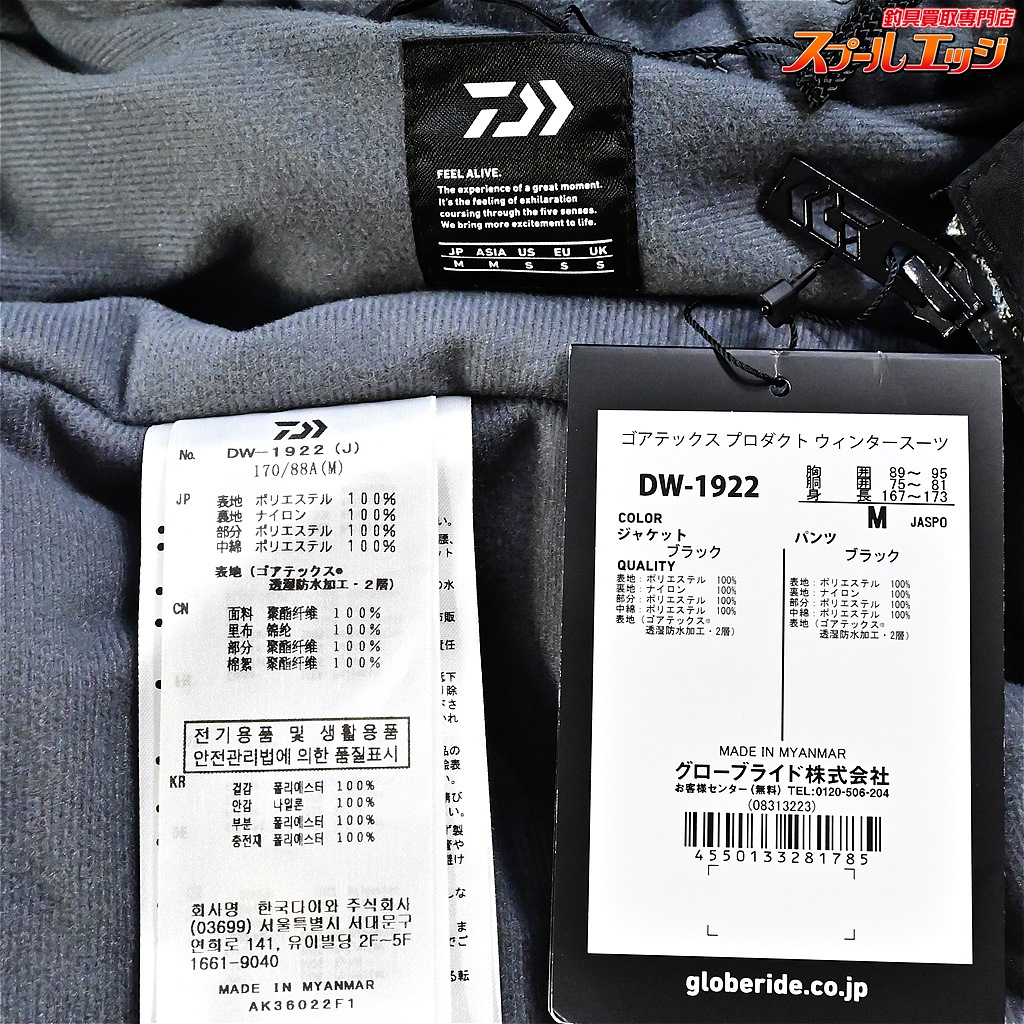 釣具買取専門店
スプールエッジ
FEEL ALIVE.
The experience of a great moment.
It's the feeling of exhilaration
coursing through the five senses.
We bring more excitement to life.
JP ASIA US EU UK
M M S S S
No. DW-1922 (J)
170/88A(M)
JP 表地 ポリエステル 100%
裏地 ナイロン 100%
部分 ポリエステル 100%
中綿 ポリエステル 100%
表地(ゴアテックス®
透湿防水加工・2層)
CN 面料 聚酯纤维 100%
里布 锦纶 100%
部分 聚酯纤维 100%
棉絮 聚酯纤维 100%
전기용품 및 생활용품
안전관리법에 의한 품질표시
KR 겉감 폴리에스터 100%
안감 나일론 100%
부분 폴리에스터 100%
충전재 폴리에스터 100%
회사명 한국다이와 주식회사
(03699) 서울특별시 서대문구
연희로 141, 유이빌딩 2F~5F
1661-9040
MADE IN MYANMAR
AK36022F1
ゴアテックス プロダクト ウィンタースーツ
DW-1922
胸囲 89～ 95
胴囲 75～ 81
身長 167～173
M JASPO
COLOR
ジャケット
ブラック
QUALITY
表地:ポリエステル 100%
裏地:ナイロン 100%
部分:ポリエステル 100%
中綿:ポリエステル 100%
表地(ゴアテックス®
透湿防水加工・2層)
パンツ
ブラック
表地:ポリエステル 100%
裏地:ナイロン 100%
部分:ポリエステル 100%
中綿:ポリエステル 100%
表地(ゴアテックス®
透湿防水加工・2層)
MADE IN MYANMAR
グローブライド株式会社
お客様センター(無料) TEL:0120-506-204
(08313223)
4550133281785
globeride.co.jp